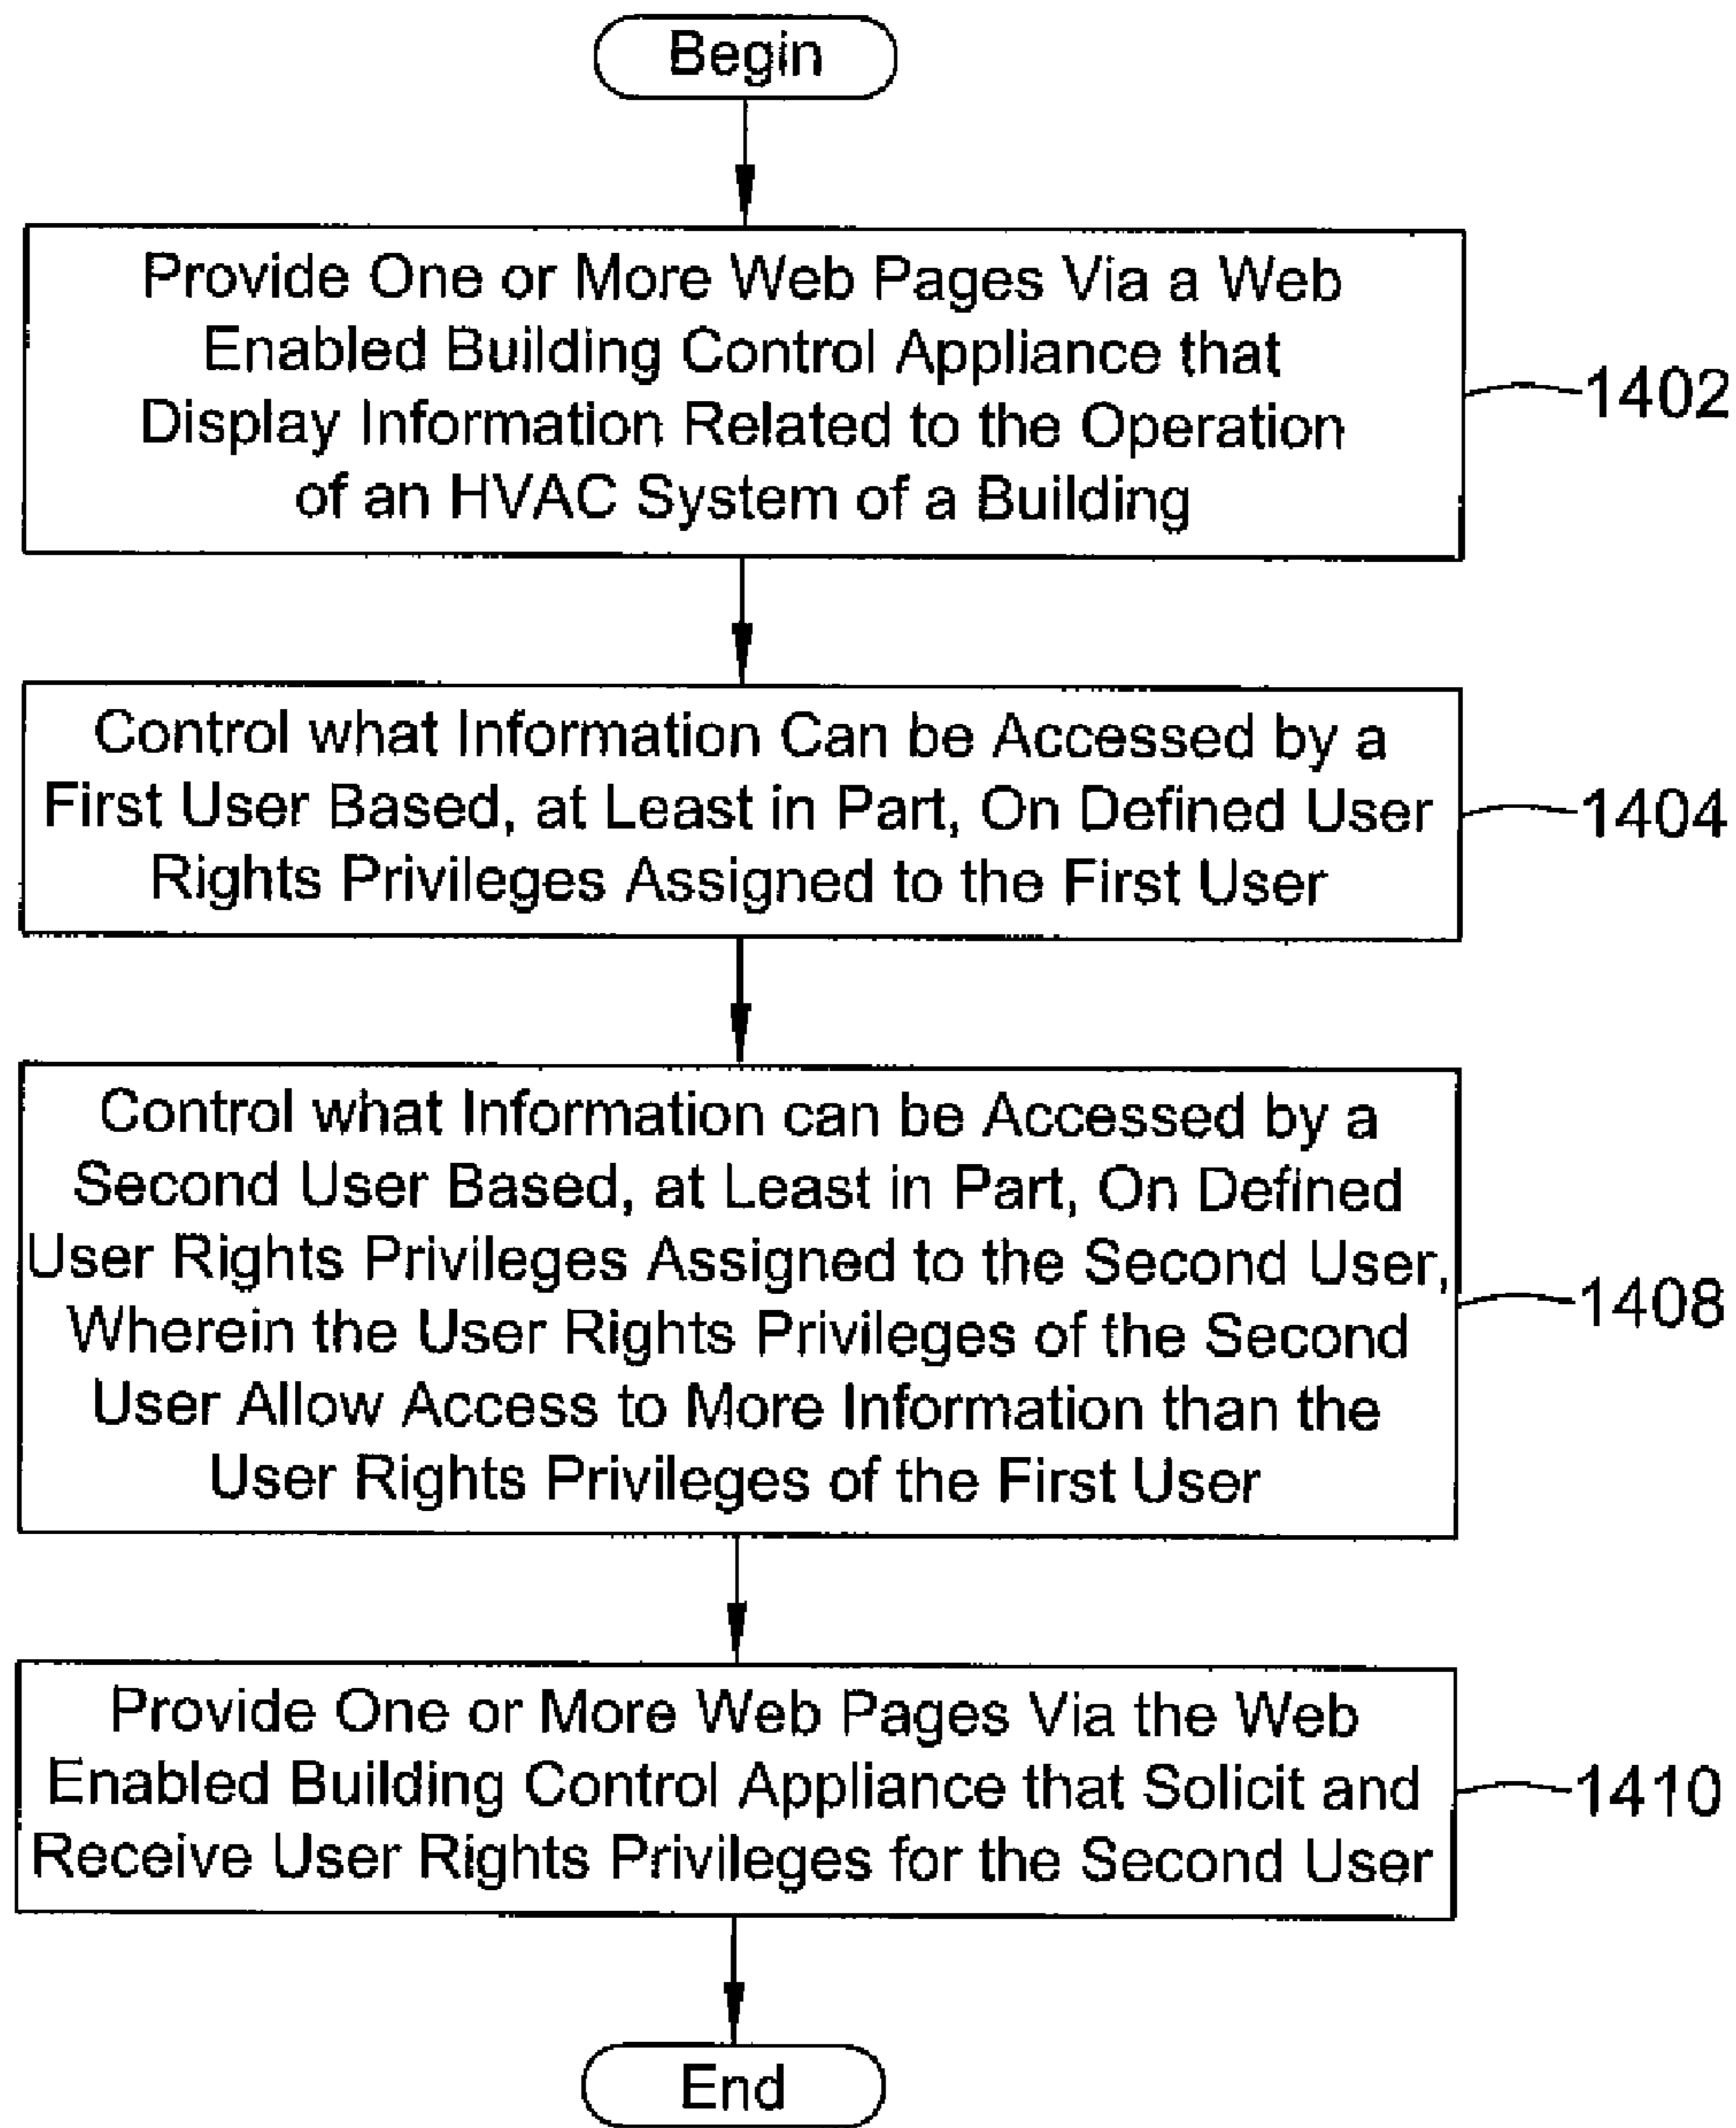 Begin
Provide One or More Web Pages Via a Web
Enabled Building Control Appliance that
Display Information Related to the Operation
of an HVAC System of a Building
1402
Control what Information Can be Accessed by a
First User Based, at Least in Part, On Defined User
Rights Privileges Assigned to the First User
1404
Control what Information can be Accessed by a
Second User Based, at Least in Part, On Defined
User Rights Privileges Assigned to the Second User,
Wherein the User Rights Privileges of the Second
User Allow Access to More Information than the
User Rights Privileges of the First User
1408
Provide One or More Web Pages Via the Web
Enabled Building Control Appliance that Solicit and
Receive User Rights Privileges for the Second User
1410
End